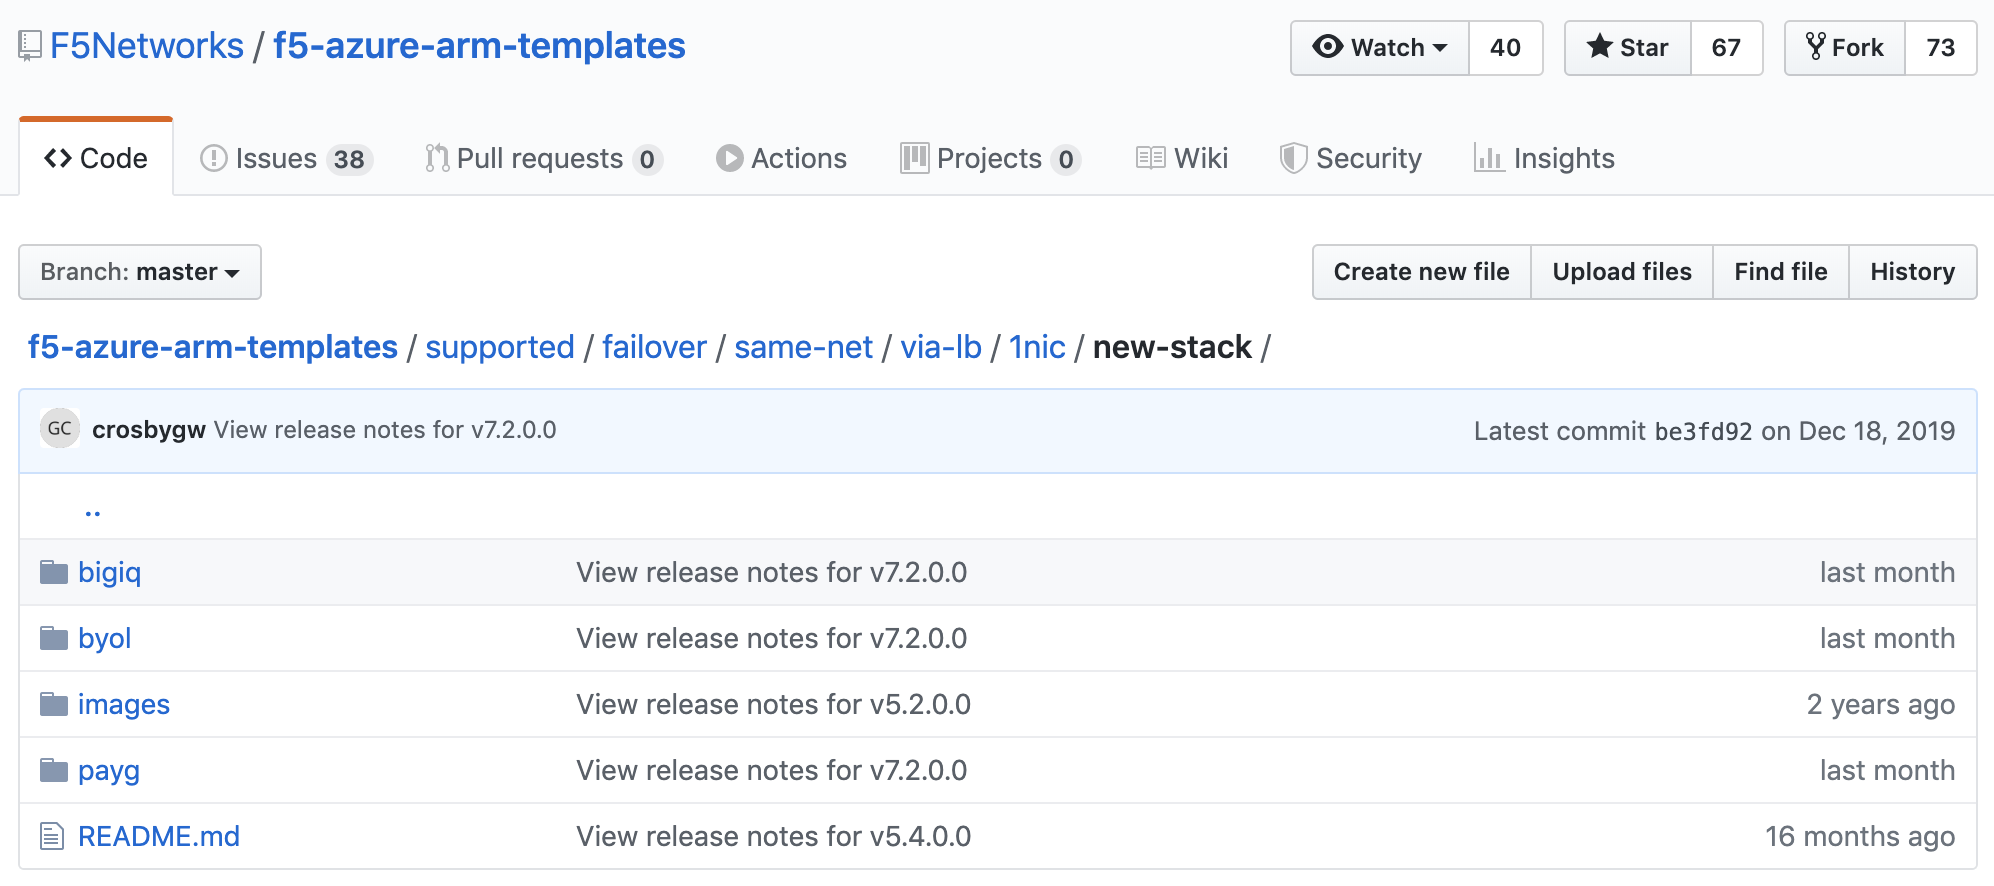 F5Networks / f5-azure-arm-templates
Watch 40 Star 67 Fork 73
Code Issues 38 Pull requests 0 Actions Projects 0 Wiki Security Insights
Branch: master Create new file Upload files Find file History
f5-azure-arm-templates / supported / failover / same-net / via-lb / 1nic / new-stack /
GC crosbygw View release notes for v7.2.0.0 Latest commit be3fd92 on Dec 18, 2019
..
bigiq View release notes for v7.2.0.0 last month
byol View release notes for v7.2.0.0 last month
images View release notes for v5.2.0.0 2 years ago
payg View release notes for v7.2.0.0 last month
README.md View release notes for v5.4.0.0 16 months ago